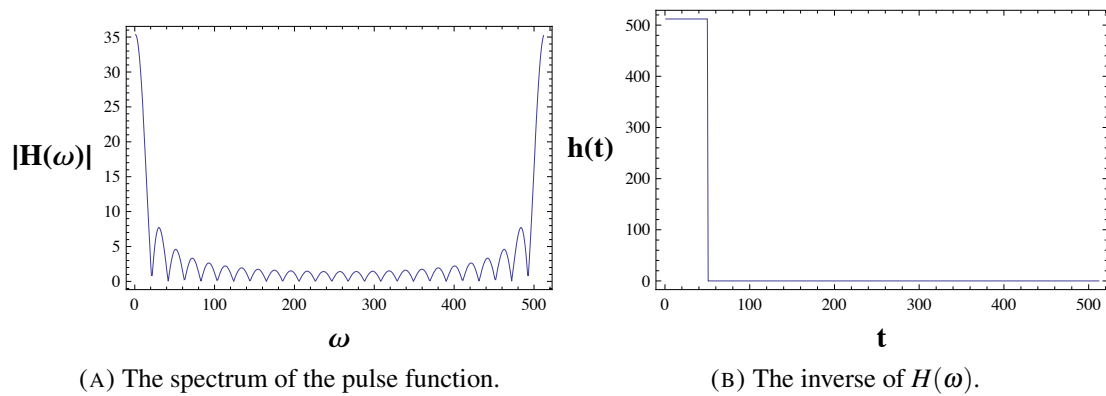 35
30
25
20
15
10
5
0
|H(ω)|
0 100 200 300 400 500
ω
(A) The spectrum of the pulse function.
500
400
300
200
100
0
h(t)
0 100 200 300 400 500
t
(B) The inverse of H(ω).